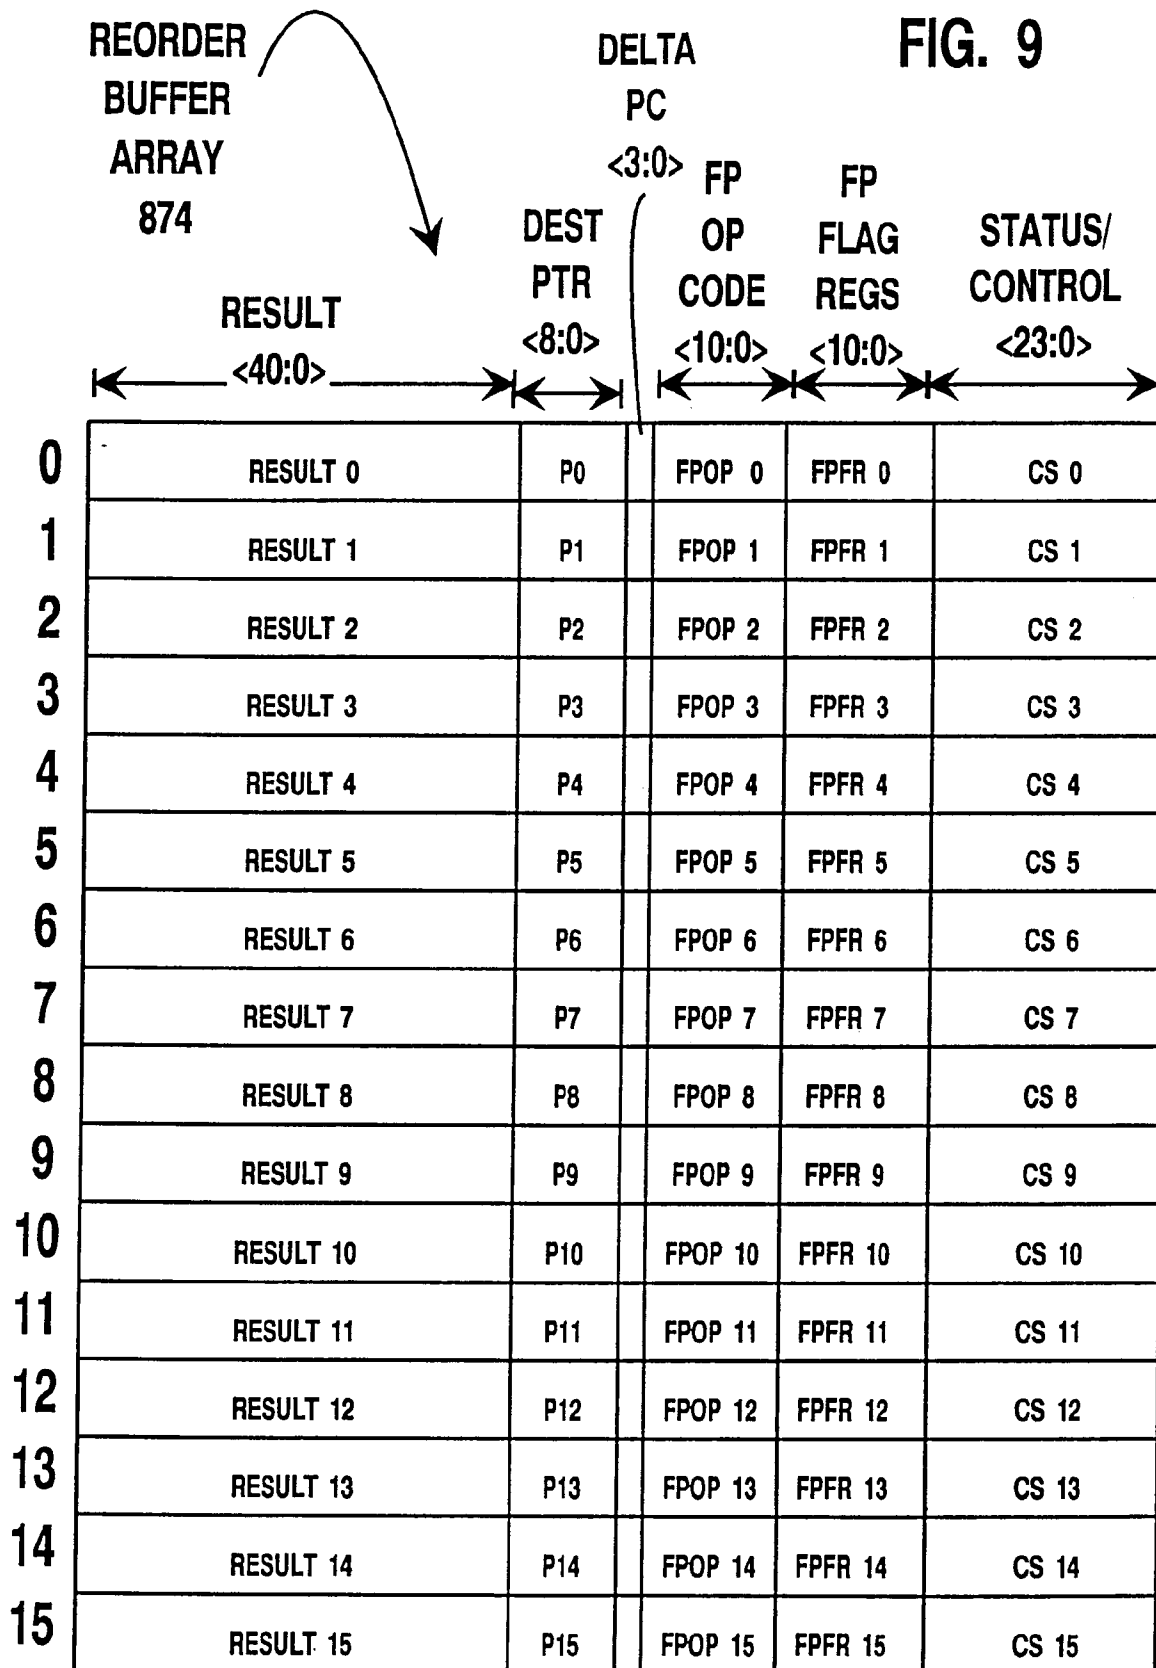 FIG. 9
REORDER
BUFFER
ARRAY
874
DELTA
PC
<3:0>
RESULT
<40:0>
DEST
PTR
<8:0>
FP
OP
CODE
<10:0>
FP
FLAG
REGS
<10:0>
STATUS/
CONTROL
<23:0>
0 RESULT 0 P0 FPOP 0 FPFR 0 CS 0
1 RESULT 1 P1 FPOP 1 FPFR 1 CS 1
2 RESULT 2 P2 FPOP 2 FPFR 2 CS 2
3 RESULT 3 P3 FPOP 3 FPFR 3 CS 3
4 RESULT 4 P4 FPOP 4 FPFR 4 CS 4
5 RESULT 5 P5 FPOP 5 FPFR 5 CS 5
6 RESULT 6 P6 FPOP 6 FPFR 6 CS 6
7 RESULT 7 P7 FPOP 7 FPFR 7 CS 7
8 RESULT 8 P8 FPOP 8 FPFR 8 CS 8
9 RESULT 9 P9 FPOP 9 FPFR 9 CS 9
10 RESULT 10 P10 FPOP 10 FPFR 10 CS 10
11 RESULT 11 P11 FPOP 11 FPFR 11 CS 11
12 RESULT 12 P12 FPOP 12 FPFR 12 CS 12
13 RESULT 13 P13 FPOP 13 FPFR 13 CS 13
14 RESULT 14 P14 FPOP 14 FPFR 14 CS 14
15 RESULT 15 P15 FPOP 15 FPFR 15 CS 15